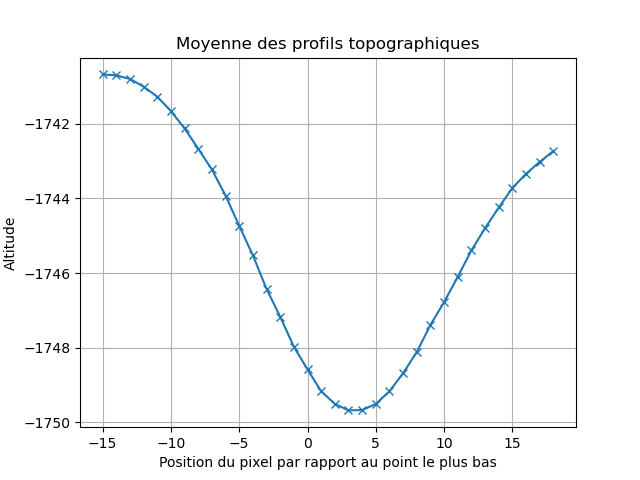 Moyenne des profils topographiques
Altitude
−1742
−1744
−1746
−1748
−1750
−15 −10 −5 0 5 10 15
Position du pixel par rapport au point le plus bas